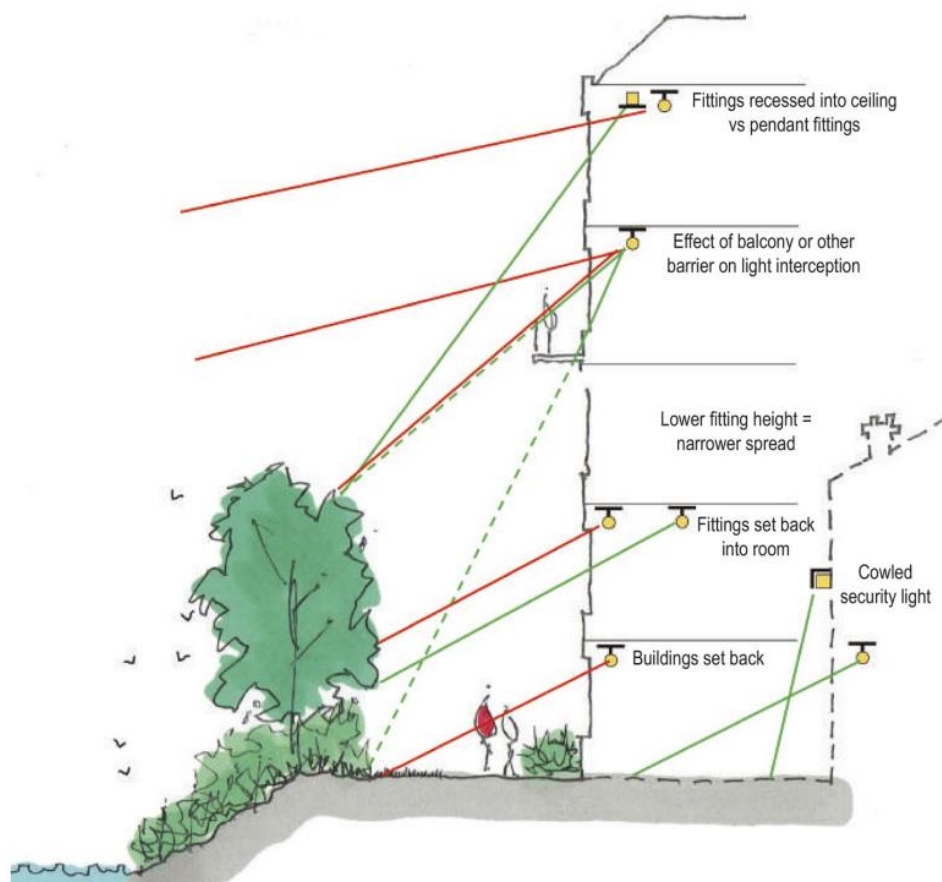 Fittings recessed into ceiling
vs pendant fittings
Effect of balcony or other
barrier on light interception
Lower fitting height =
narrower spread
Fittings set back
into room
Cowled
security light
Buildings set back